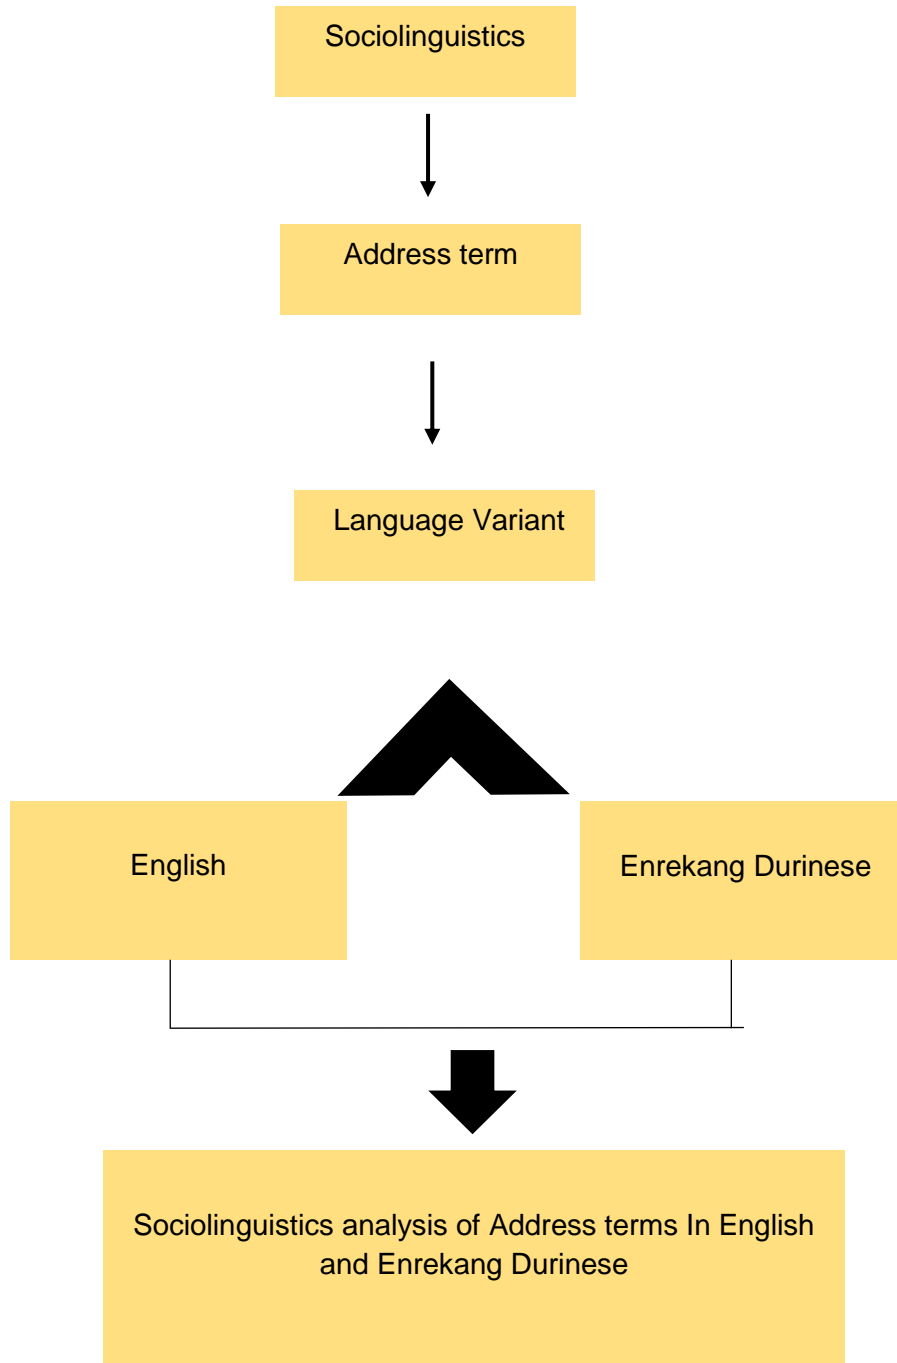 Sociolinguistics
Address term
Language Variant
English
Enrekang Durinese
Sociolinguistics analysis of Address terms In English
and Enrekang Durinese